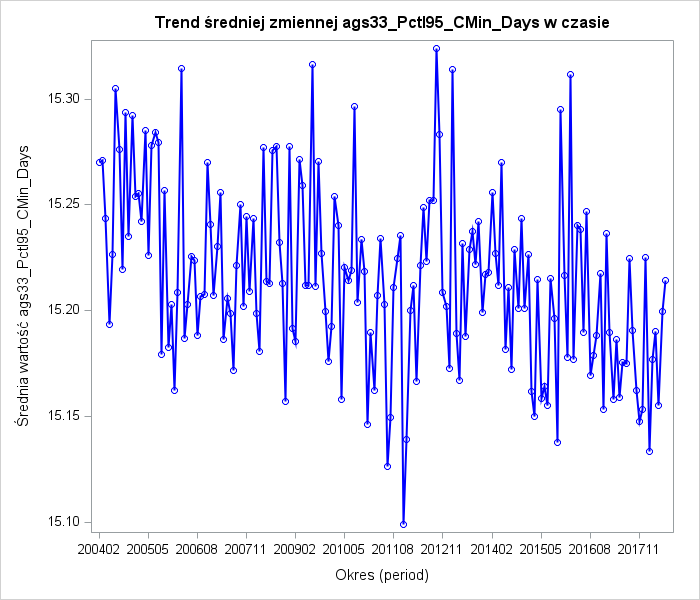 Trend średniej zmiennej ags33_Pctl95_CMin_Days w czasie
Średnia wartość ags33_Pctl95_CMin_Days
15.30
15.25
15.20
15.15
15.10
200402 200505 200608 200711 200902 201005 201108 201211 201402 201505 201608 201711
Okres (period)